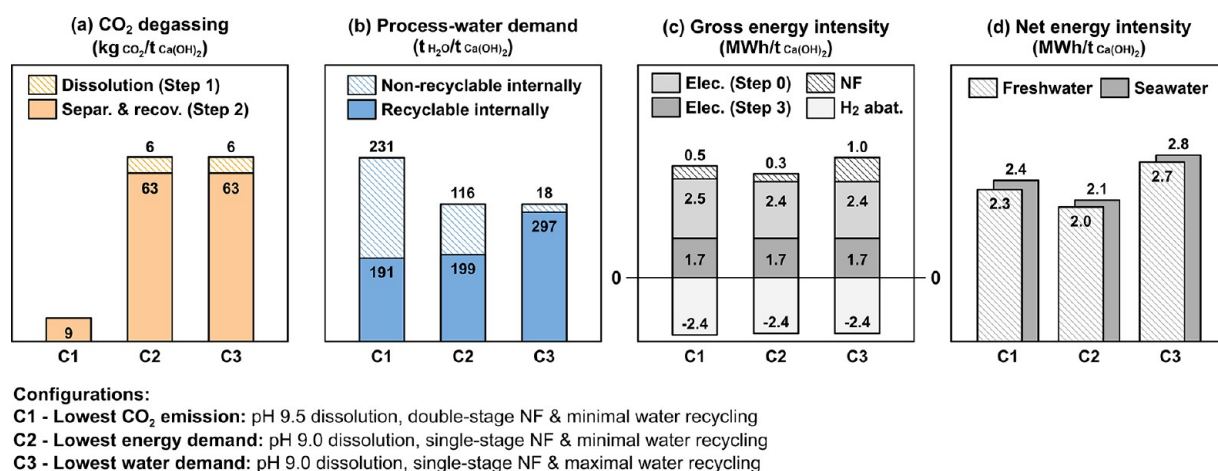 (a) CO₂ degassing
(kg CO₂/t Ca(OH)₂)
Dissolution (Step 1)
Separ. & recov. (Step 2)
6
6
63
63
9
C1
C2
C3
(b) Process-water demand
(t H₂O/t Ca(OH)₂)
Non-recyclable internally
Recyclable internally
231
116
18
191
199
297
C1
C2
C3
(c) Gross energy intensity
(MWh/t Ca(OH)₂)
Elec. (Step 0)
NF
Elec. (Step 3)
H₂ abat.
0.5
0.3
1.0
2.5
2.4
2.4
1.7
1.7
1.7
0
0
-2.4
-2.4
-2.4
C1
C2
C3
(d) Net energy intensity
(MWh/t Ca(OH)₂)
Freshwater
Seawater
2.4
2.1
2.8
2.3
2.0
2.7
C1
C2
C3
Configurations:
C1 - Lowest CO₂ emission: pH 9.5 dissolution, double-stage NF & minimal water recycling
C2 - Lowest energy demand: pH 9.0 dissolution, single-stage NF & minimal water recycling
C3 - Lowest water demand: pH 9.0 dissolution, single-stage NF & maximal water recycling